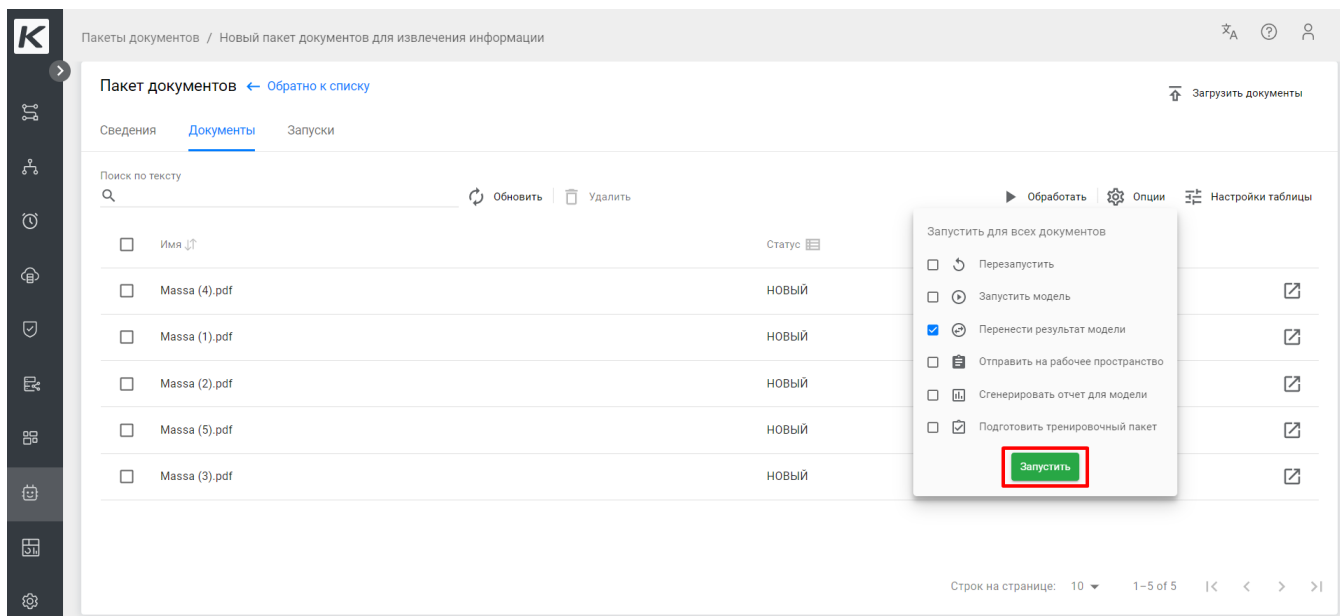 K
Пакеты документов / Новый пакет документов для извлечения информации
Пакет документов ← Обратно к списку
Загрузить документы
Сведения Документы Запуски
Поиск по тексту
Обновить Удалить Обработать Опции Настройки таблицы
Имя Статус
Massa (4).pdf НОВЫЙ
Massa (1).pdf НОВЫЙ
Massa (2).pdf НОВЫЙ
Massa (5).pdf НОВЫЙ
Massa (3).pdf НОВЫЙ
Запустить для всех документов
Перезапустить
Запустить модель
Перенести результат модели
Отправить на рабочее пространство
Сгенерировать отчет для модели
Подготовить тренировочный пакет
Запустить
Строк на странице: 10 1–5 of 5